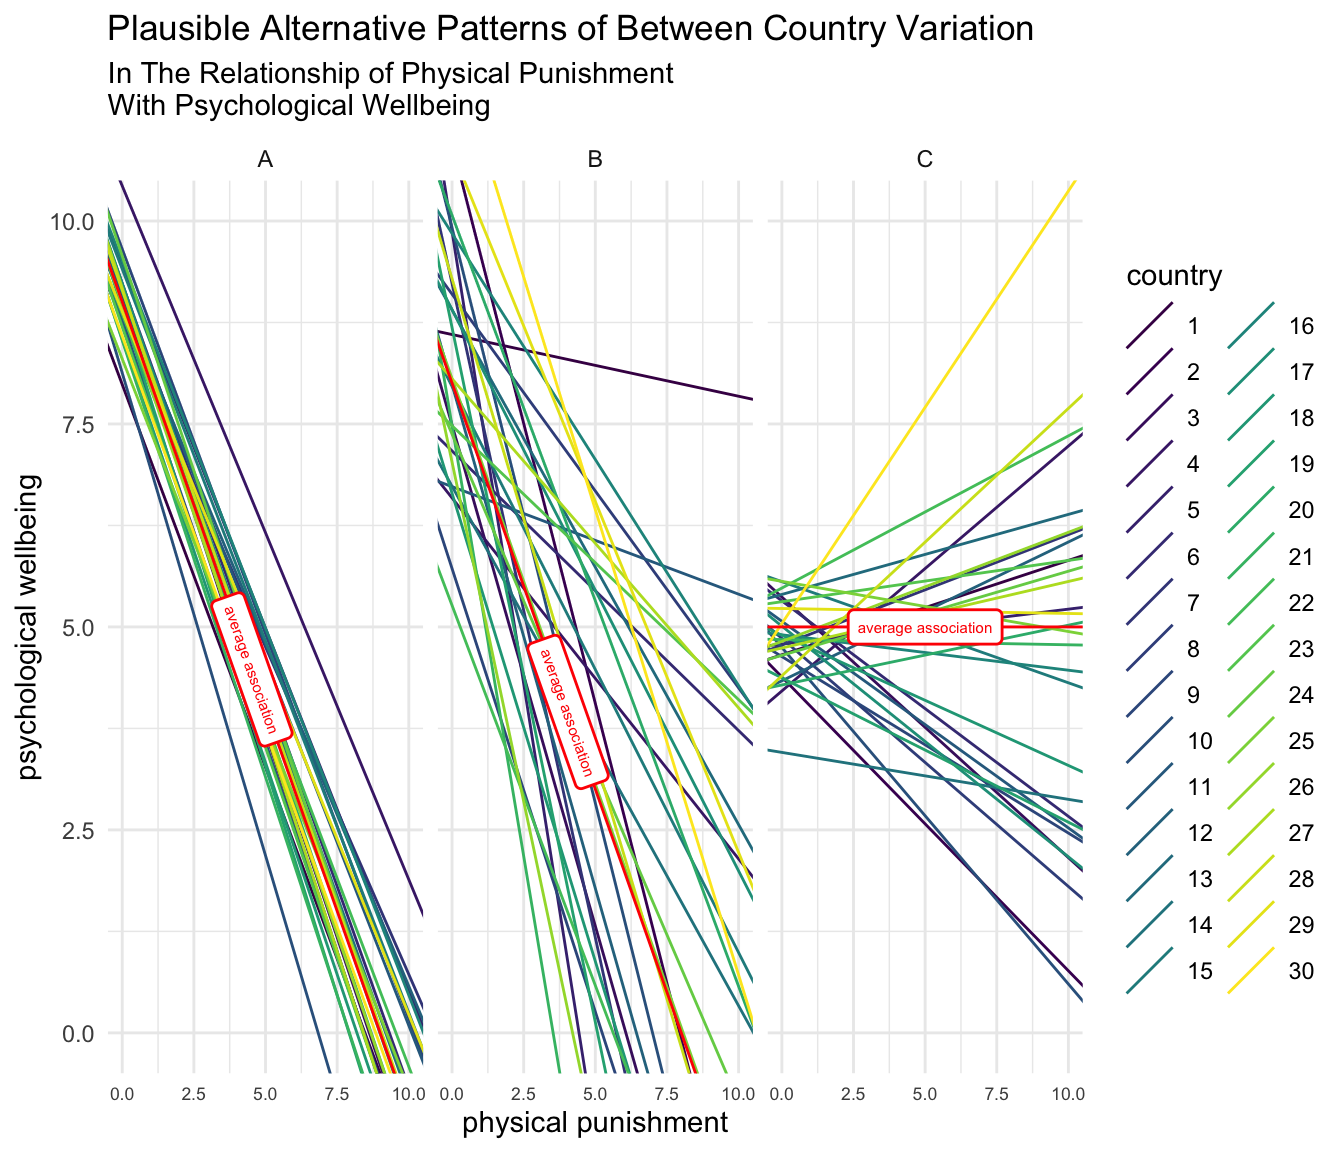 Plausible Alternative Patterns of Between Country Variation
In The Relationship of Physical Punishment
With Psychological Wellbeing
A
B
C
psychological wellbeing
10.0
7.5
5.0
2.5
0.0
average association
average association
average association
0.0 2.5 5.0 7.5 10.0
0.0 2.5 5.0 7.5 10.0
0.0 2.5 5.0 7.5 10.0
physical punishment
country
1
2
3
4
5
6
7
8
9
10
11
12
13
14
15
16
17
18
19
20
21
22
23
24
25
26
27
28
29
30